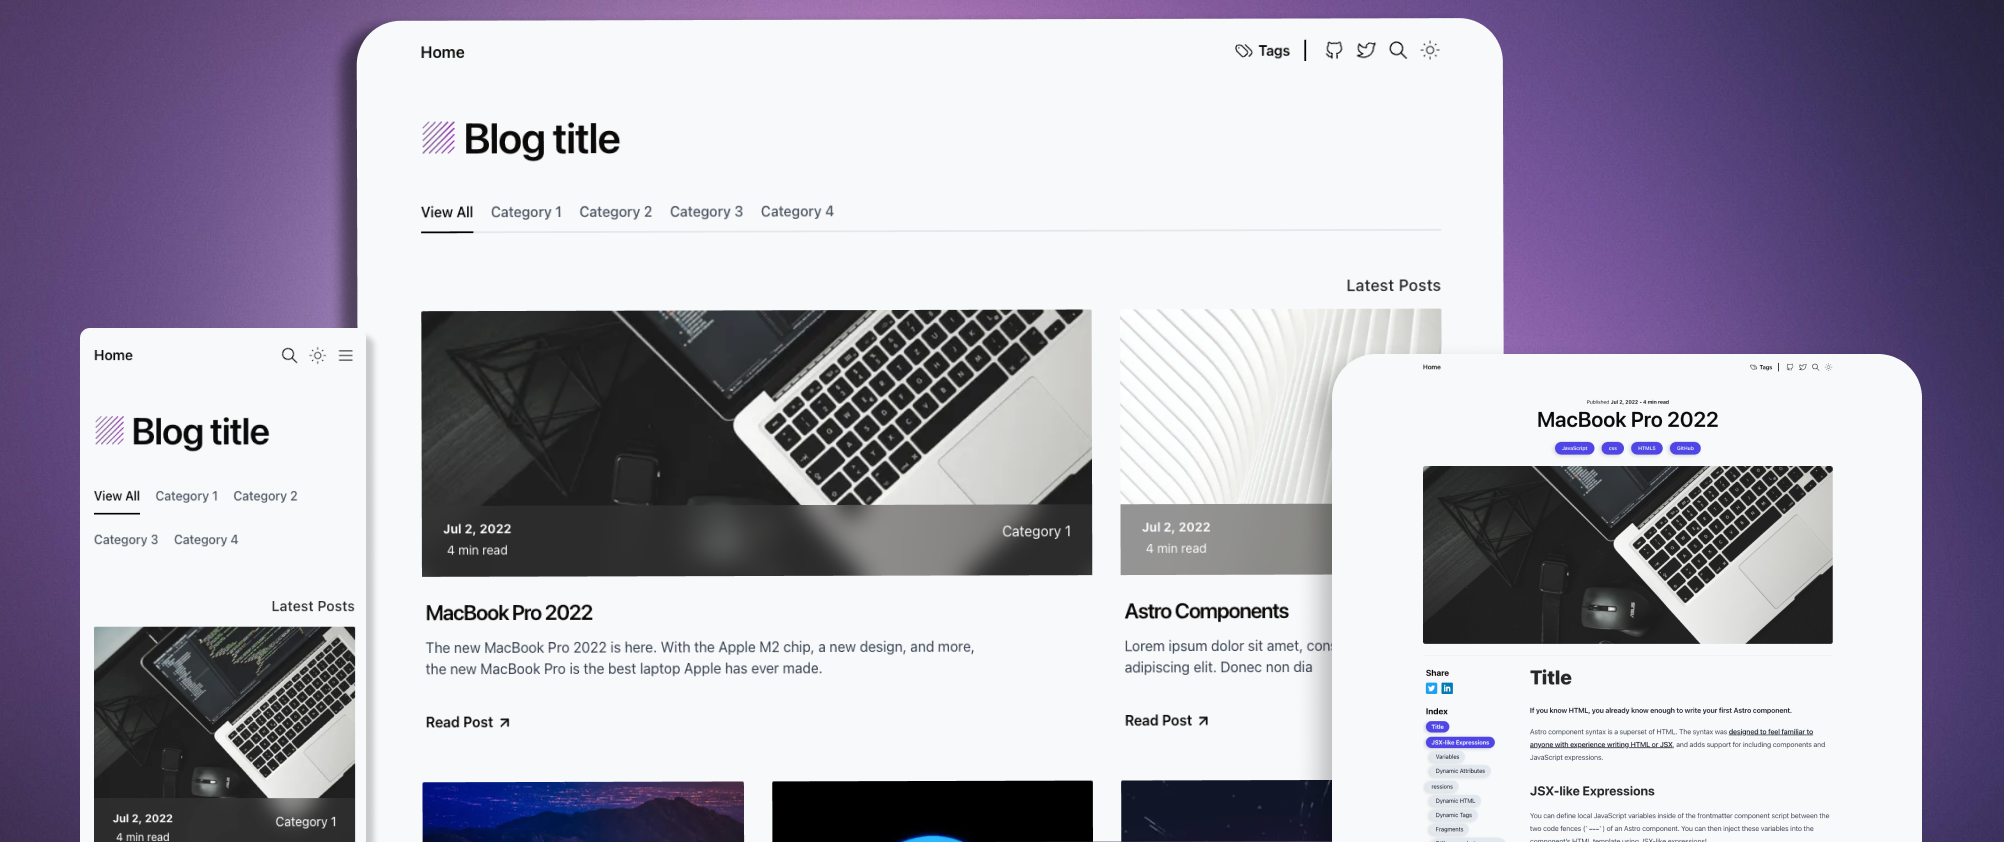 Home
Tags
Blog title
View All Category 1 Category 2 Category 3 Category 4
Latest Posts
Jul 2, 2022
4 min read
Category 1
MacBook Pro 2022
The new MacBook Pro 2022 is here. With the Apple M2 chip, a new design, and more,
the new MacBook Pro is the best laptop Apple has ever made.
Read Post
Jul 2, 2022
4 min read
Astro Components
Lorem ipsum dolor sit amet, cons
adipiscing elit. Donec non dia
Read Post
Home
Blog title
View All Category 1 Category 2
Category 3 Category 4
Latest Posts
Jul 2, 2022
4 min read
Category 1
Home
Tags
Published Jul 2, 2022 • 4 min read
MacBook Pro 2022
JavaScript css HTML5 GitHub
ASUS
Share
Index
Title
JSX-like Expressions
Variables
Dynamic Attributes
ressions
Dynamic HTML
Dynamic Tags
Fragments
Title
If you know HTML, you already know enough to write your first Astro component.
Astro component syntax is a superset of HTML. The syntax was designed to feel familiar to
anyone with experience writing HTML or JSX, and adds support for including components and
JavaScript expressions.
JSX-like Expressions
You can define local JavaScript variables inside of the frontmatter component script between the
two code fences (`---`) of an Astro component. You can then inject these variables into the
component's HTML template using JSX-like expressions!